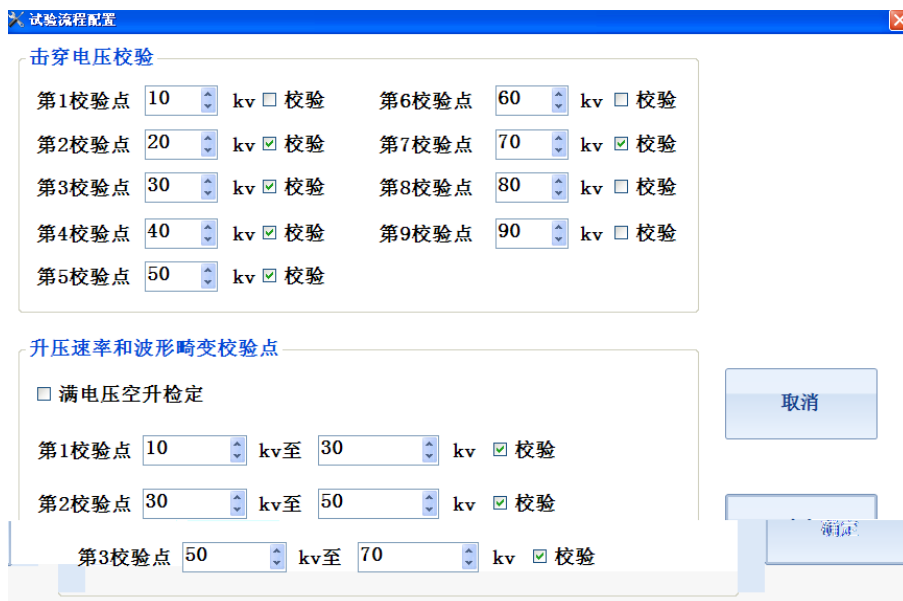 试验流程配置
击穿电压校验
第1校验点 10 kv 校验 第6校验点 60 kv 校验
第2校验点 20 kv 校验 第7校验点 70 kv 校验
第3校验点 30 kv 校验 第8校验点 80 kv 校验
第4校验点 40 kv 校验 第9校验点 90 kv 校验
第5校验点 50 kv 校验
升压速率和波形畸变校验点
满电压空升检定
取消
第1校验点 10 kv至 30 kv 校验
第2校验点 30 kv至 50 kv 校验
第3校验点 50 kv至 70 kv 校验